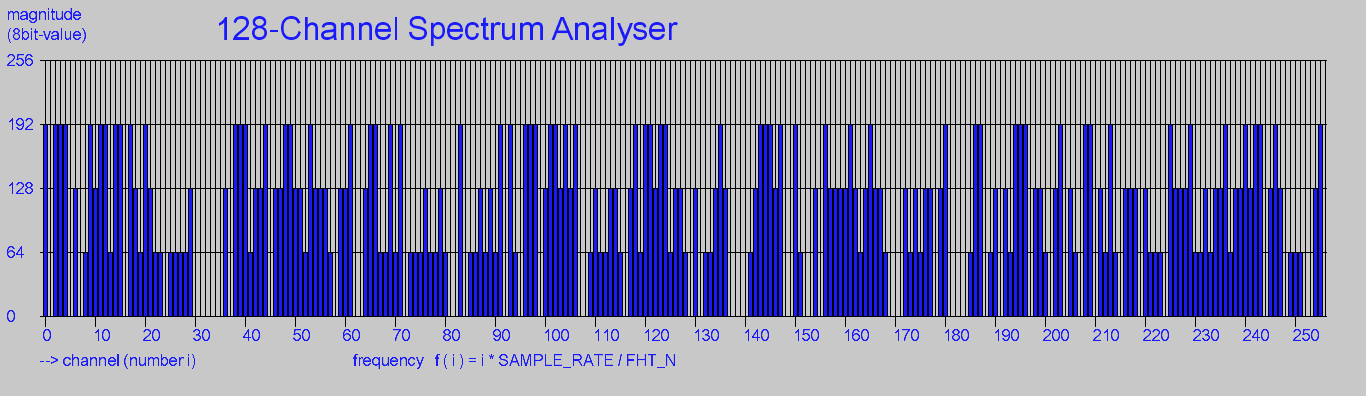 magnitude
(8bit-value)
128-Channel Spectrum Analyser
256
192
128
64
0
0 10 20 30 40 50 60 70 80 90 100 110 120 130 140 150 160 170 180 190 200 210 220 230 240 250
--> channel (number i)
frequency f ( i ) = i * SAMPLE_RATE / FHT_N